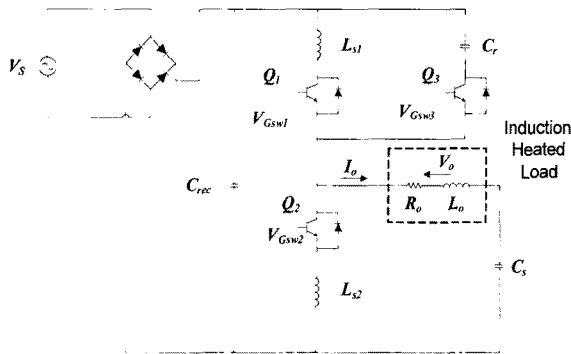 L_s1
C_r
V_S
Q_1
Q_3
V_Gsw1
V_Gsw3
Induction
Heated
Load
I_o
V_o
C_rec
R_o
L_o
Q_2
V_Gsw2
C_s
L_s2